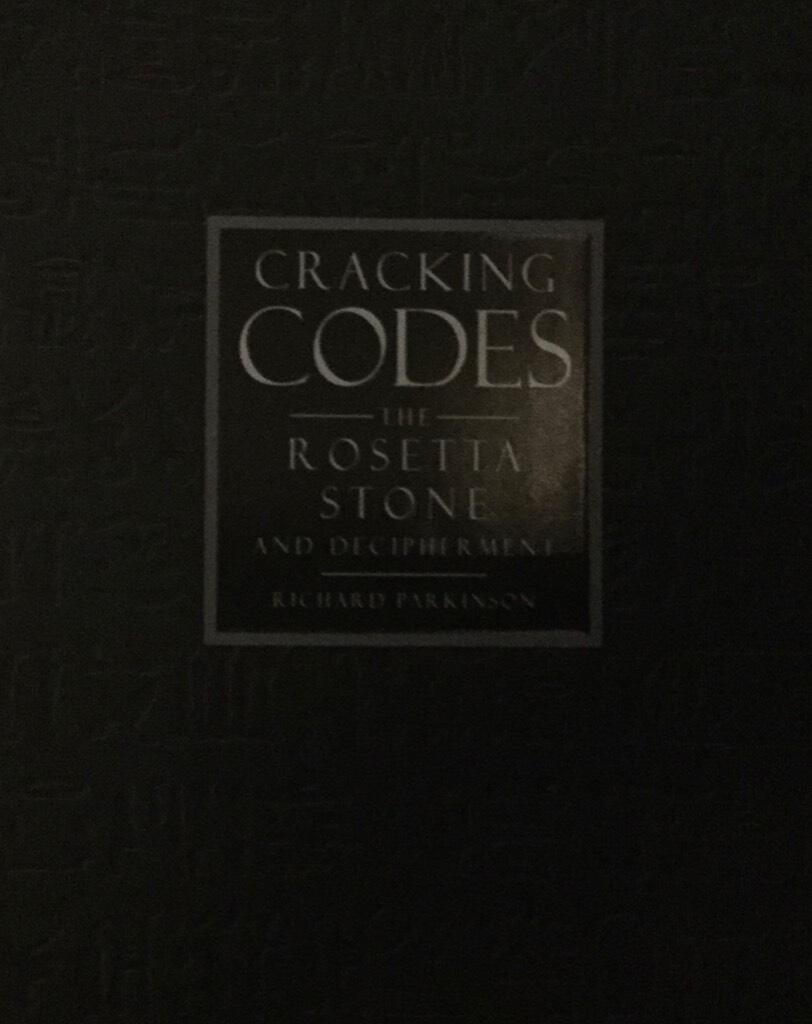 CRACKING
CODES
THE
ROSETTA
STONE
AND DECIPHERMENT
RICHARD PARKINSON